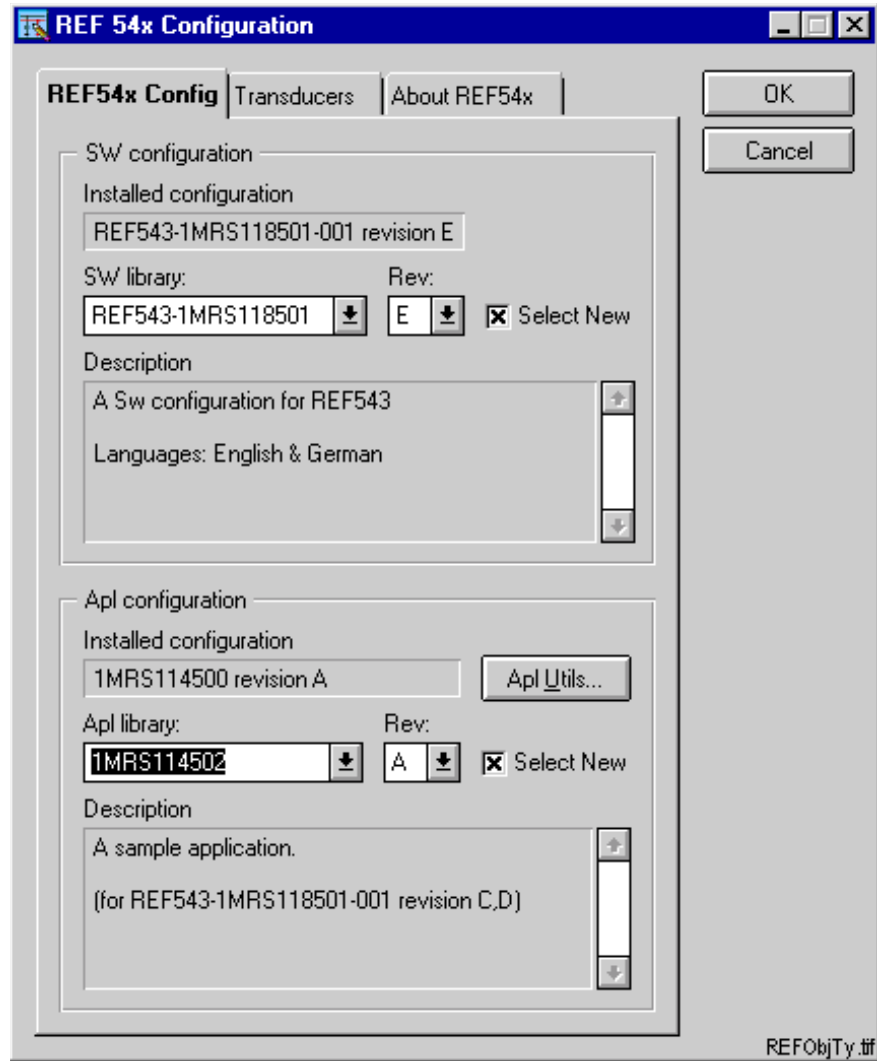 REF 54x Configuration
REF54x Config
Transducers
About REF54x
OK
Cancel
SW configuration
Installed configuration
REF543-1MRS118501-001 revision E
SW library:
Rev:
REF543-1MRS118501
E
Select New
Description
A Sw configuration for REF543
Languages: English & German
Apl configuration
Installed configuration
1MRS114500 revision A
Apl Utils...
Apl library:
Rev:
1MRS114502
A
Select New
Description
A sample application.
(for REF543-1MRS118501-001 revision C,D)
REFObjTy.tif